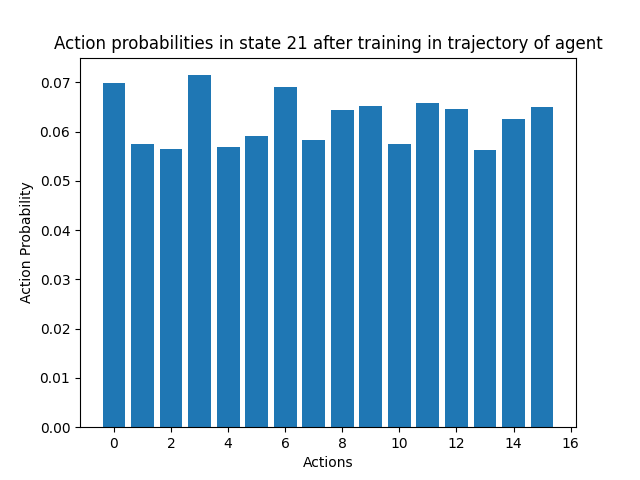 Action probabilities in state 21 after training in trajectory of agent
0.07
0.06
0.05
0.04
0.03
0.02
0.01
0.00
Action Probability
0 2 4 6 8 10 12 14 16
Actions